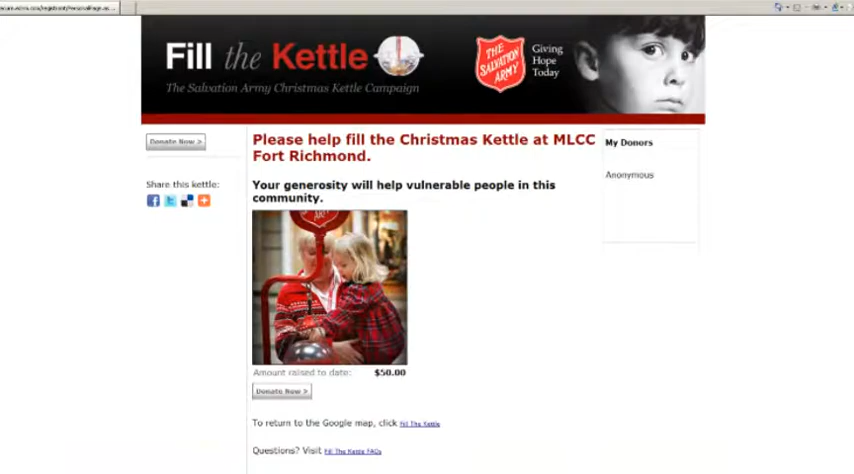 Fill the Kettle
The Salvation Army Christmas Kettle Campaign
THE
SALVATION
ARMY
Giving
Hope
Today
Donate Now >
Share this kettle:
Please help fill the Christmas Kettle at MLCC
Fort Richmond.
Your generosity will help vulnerable people in this
community.
ARMY
Amount raised to date: $50.00
Donate Now >
To return to the Google map, click Fill The Kettle
Questions? Visit Fill The Kettle FAQs
My Donors
Anonymous